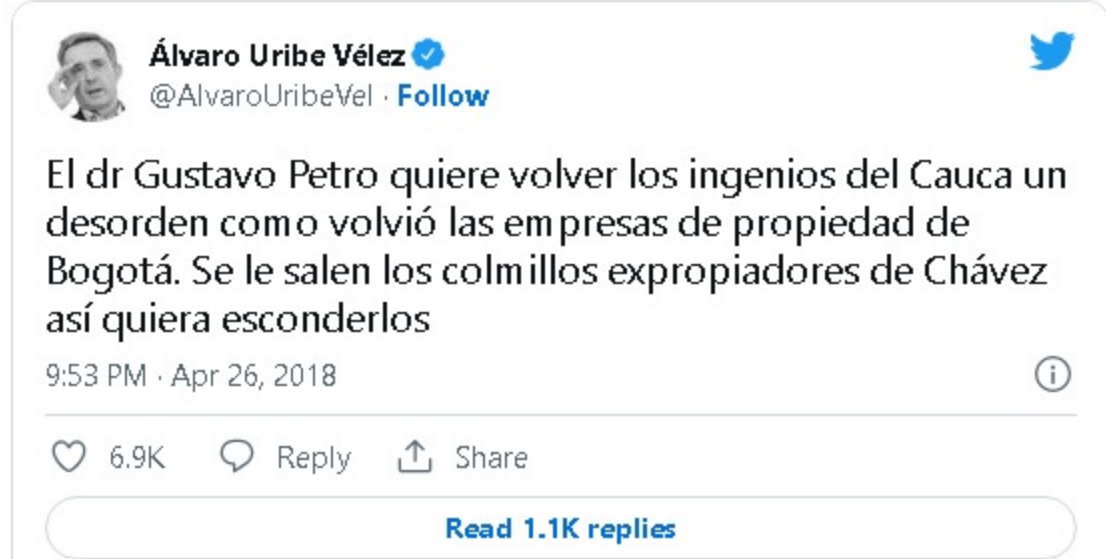 Álvaro Uribe Vélez
@AlvaroUribeVel · Follow
El dr Gustavo Petro quiere volver los ingenios del Cauca un
desorden como volvió las empresas de propiedad de
Bogotá. Se le salen los colmillos expropiadores de Chávez
así quiera esconderlos
9:53 PM · Apr 26, 2018
6.9K Reply Share
Read 1.1K replies